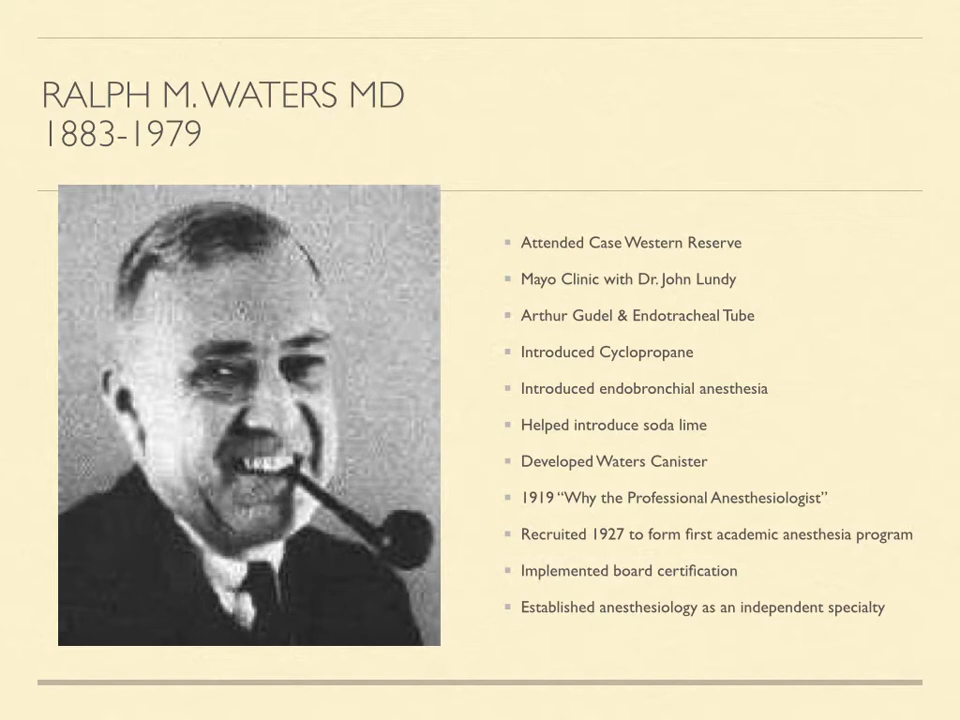 RALPH M. WATERS MD
1883-1979
Attended Case Western Reserve
Mayo Clinic with Dr. John Lundy
Arthur Gudel & Endotracheal Tube
Introduced Cyclopropane
Introduced endobronchial anesthesia
Helped introduce soda lime
Developed Waters Canister
1919 “Why the Professional Anesthesiologist”
Recruited 1927 to form first academic anesthesia program
Implemented board certification
Established anesthesiology as an independent specialty